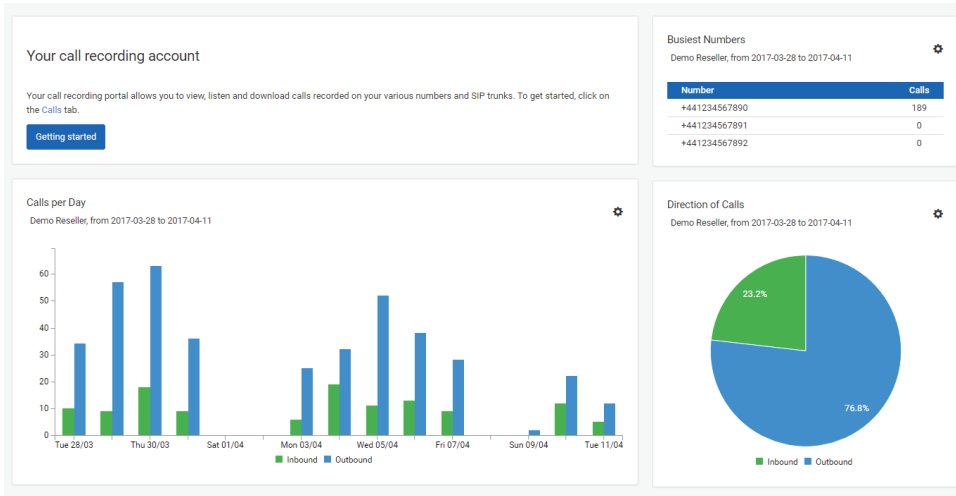 Your call recording account
Your call recording portal allows you to view, listen and download calls recorded on your various numbers and SIP trunks. To get started, click on
the Calls tab.
Getting started
Busiest Numbers
Demo Reseller, from 2017-03-28 to 2017-04-11
Number Calls
+441234567890 189
+441234567891 0
+441234567892 0
Calls per Day
Demo Reseller, from 2017-03-28 to 2017-04-11
60
50
40
30
20
10
0
Tue 28/03 Thu 30/03 Sat 01/04 Mon 03/04 Wed 05/04 Fri 07/04 Sun 09/04 Tue 11/04
Inbound Outbound
Direction of Calls
Demo Reseller, from 2017-03-28 to 2017-04-11
23.2%
76.8%
Inbound Outbound